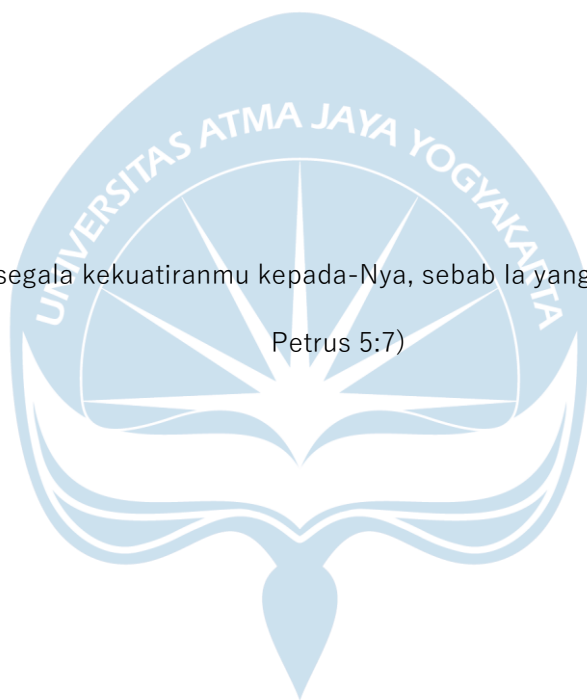 UNIVERSITAS ATMA JAYA YOGYAKARTA
segala kekuatiranmu kepada-Nya, sebab Ia yang
Petrus 5:7)